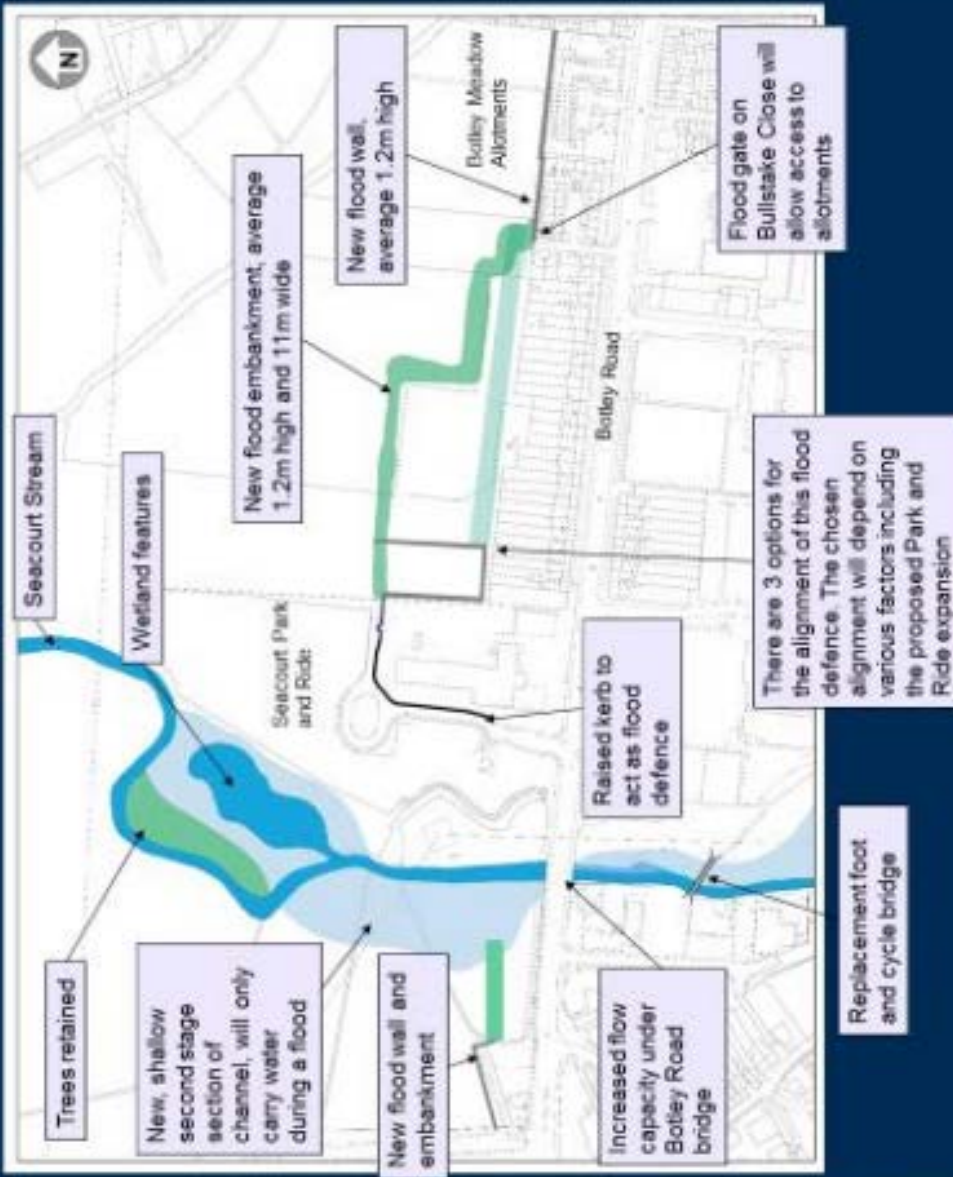 N
Seacourt Stream
Wetland features
Trees retained
New, shallow
second stage
section of
channel, will only
carry water
during a flood
New flood wall and
embankment
Increased flow
capacity under
Botley Road
bridge
Replacement foot
and cycle bridge
Raised kerb to
act as flood
defence
Seacourt Park
and Ride
New flood embankment, average
1.2m high and 11m wide
New flood wall,
average 1.2m high
Botley Meadow
Allotments
Botley Road
Flood gate on
Bullstake Close will
allow access to
allotments
There are 3 options for
the alignment of this flood
defence. The chosen
alignment will depend on
various factors including
the proposed Park and
Ride expansion